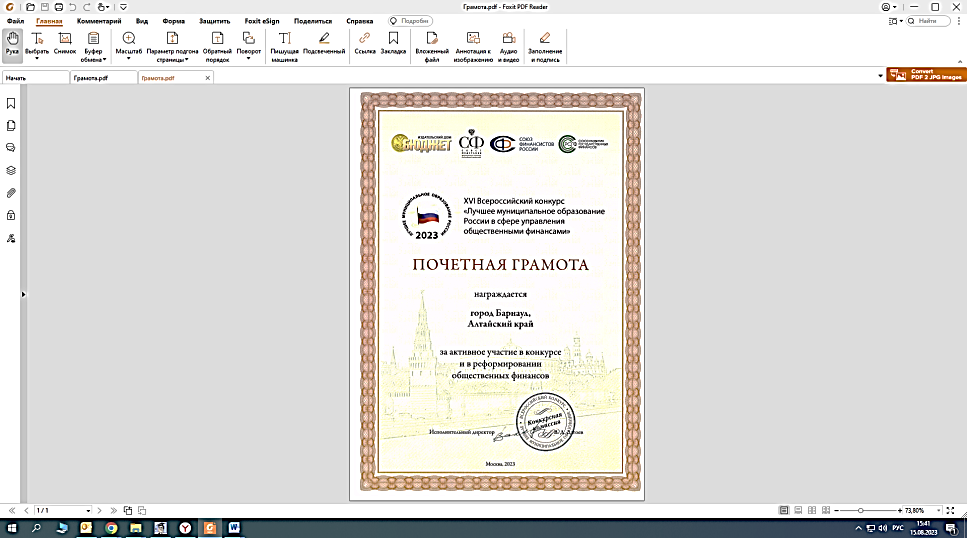 Грамота.pdf - Foxit PDF Reader
Файл Главная Комментарий Вид Форма Защитить Foxit eSign Поделиться Справка Подробн Найти
Рука Выбрать Снимок Буфер обмена Масштаб Параметр подгона страницы Обратный порядок Поворот Пишущая машинка Подсвеченный Ссылка Закладка Вложенный файл Аннотация к изображению Аудио и видео Заполнение и подпись
Начать Грамота.pdf Грамота.pdf
Convert
PDF 2 JPG Images
ИЗДАТЕЛЬСКИЙ ДОМ
БЮДЖЕТ
СФ
СОЮЗ
ФИНАНСИСТОВ
РОССИИ
XVI Всероссийский конкурс
«Лучшее муниципальное образование
России в сфере управления
общественными финансами»
ЛУЧШЕЕ МУНИЦИПАЛЬНОЕ ОБРАЗОВАНИЕ РОССИИ
2023
ПОЧЕТНАЯ ГРАМОТА
награждается
город Барнаул,
Алтайский край
за активное участие в конкурсе
и в реформировании
общественных финансов
Конкурсная
комиссия
Исполнительный директор
Москва, 2023
1 / 1 73,80%
РУС 15:41
15.08.2023